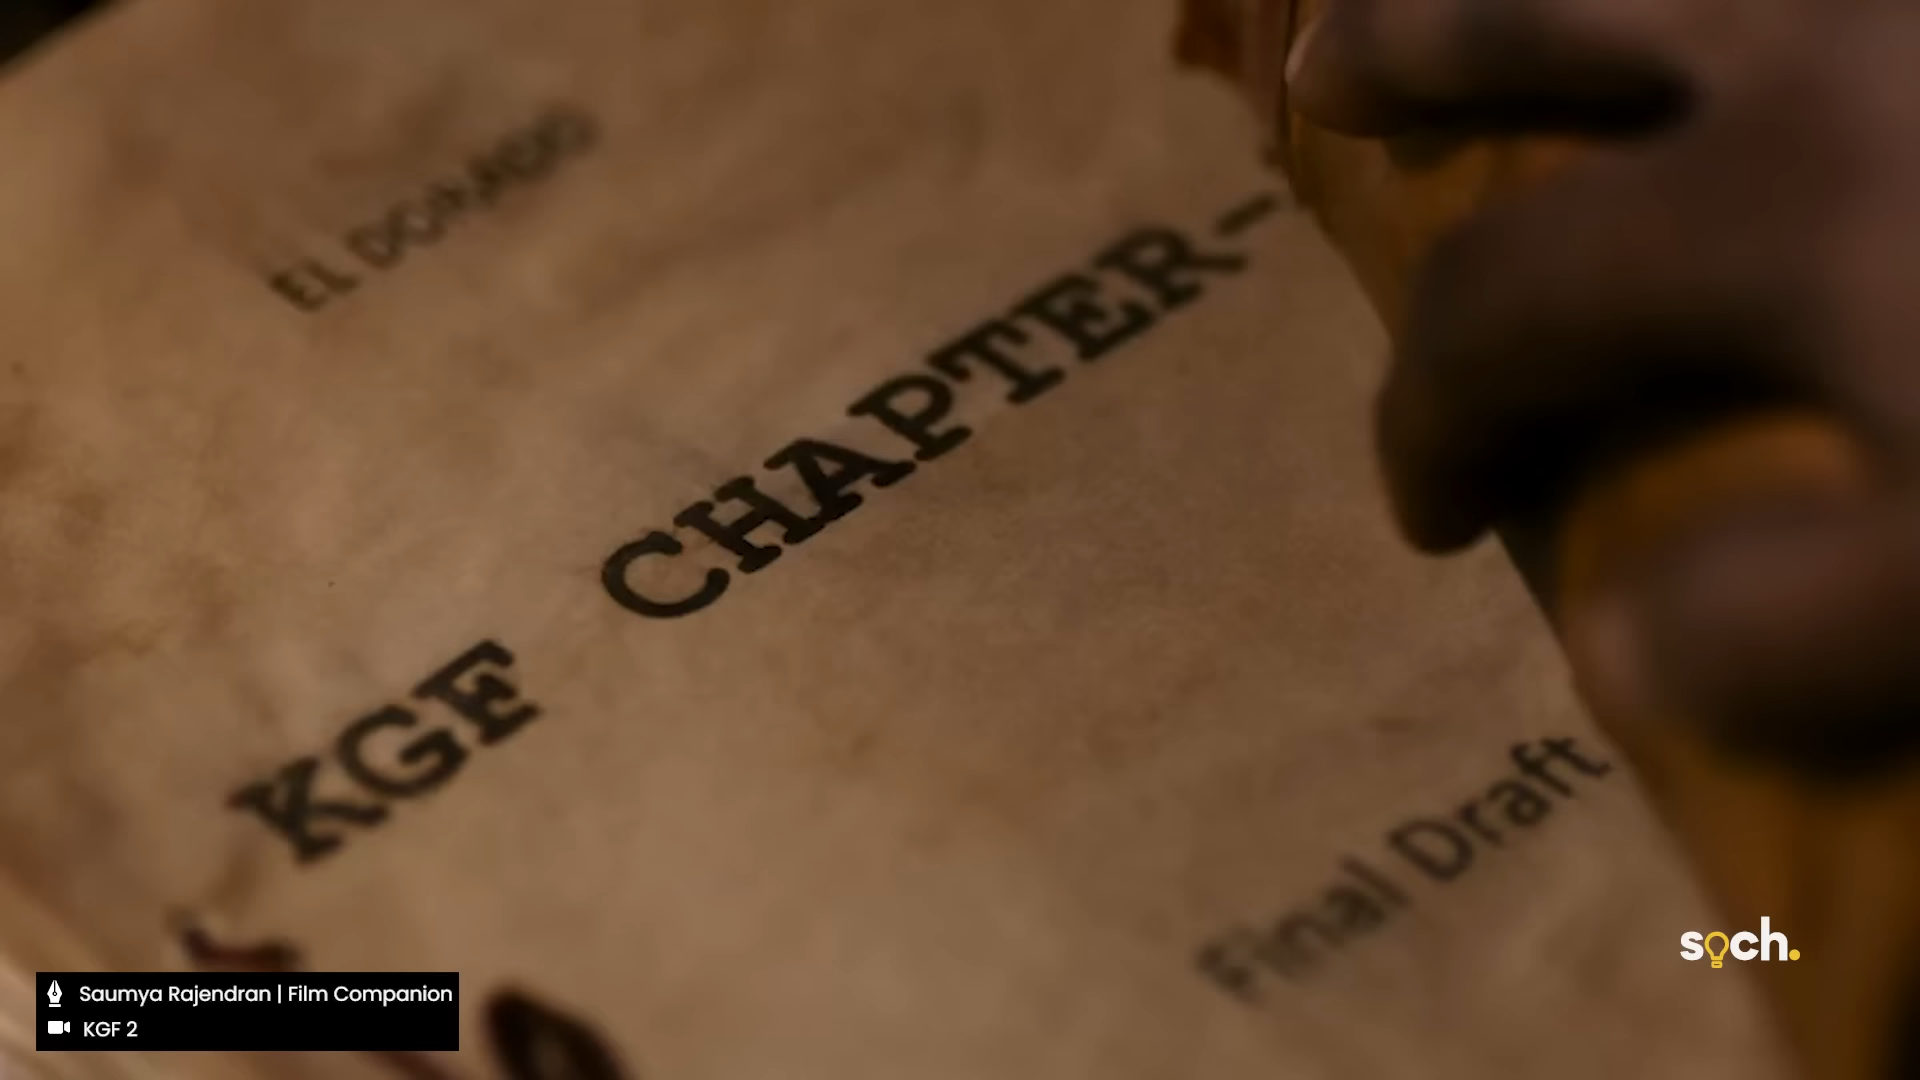 EL DORADO
KGF CHAPTER-
Final Draft
soch.
Saumya Rajendran | Film Companion
KGF 2